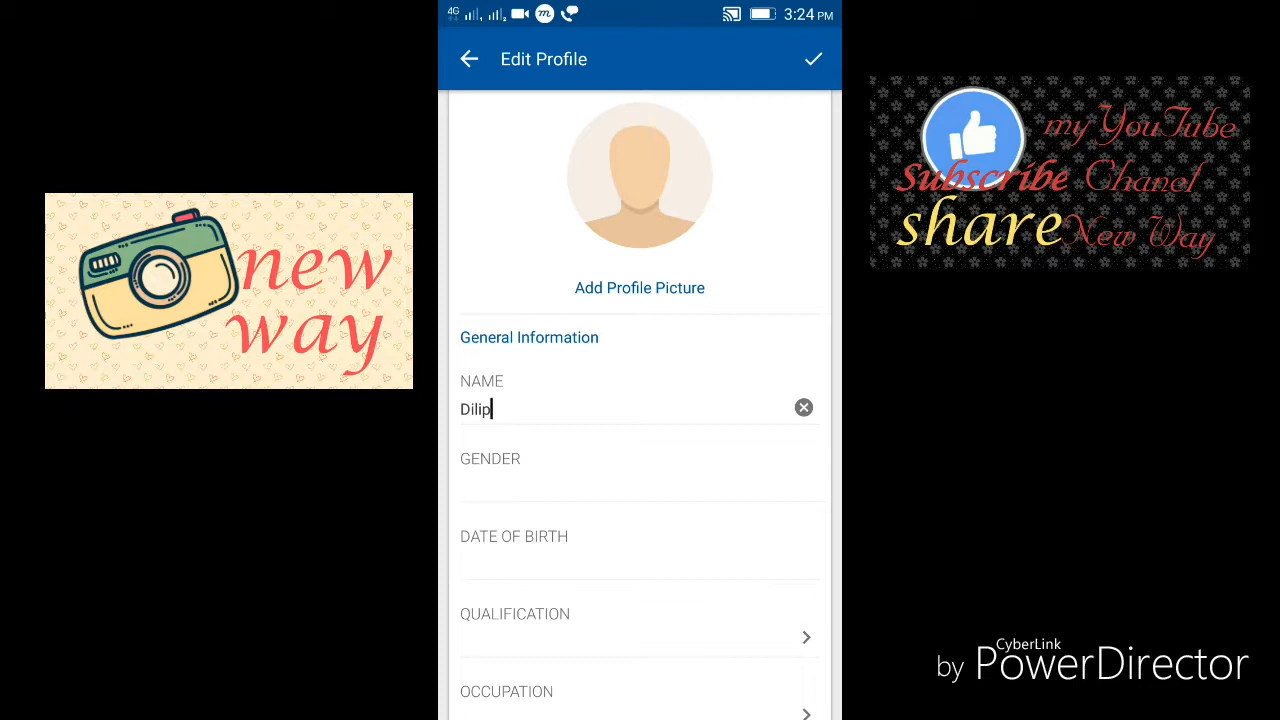 4G 3:24 PM
Edit Profile
Add Profile Picture
General Information
NAME
Dilip
GENDER
DATE OF BIRTH
QUALIFICATION
OCCUPATION
new
way
my YouTube
Subscribe Chanel
share New Way
CyberLink
by PowerDirector